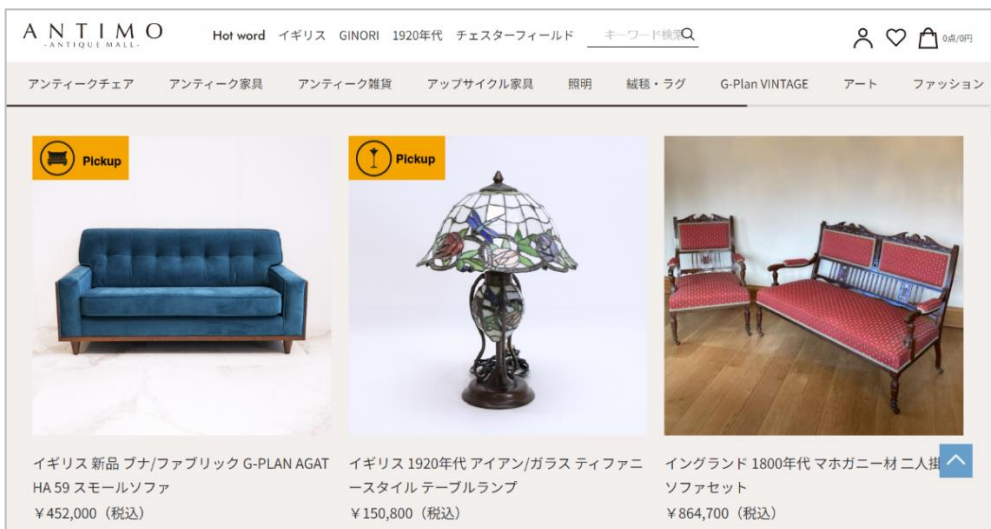 ANTIMO
-ANTIQUE MALL-
Hot word イギリス GINORI 1920年代 チェスターフィールド キーワード検索
0点/0円
アンティークチェア アンティーク家具 アンティーク雑貨 アップサイクル家具 照明 絨毯・ラグ G-Plan VINTAGE アート ファッション
Pickup
Pickup
イギリス 新品 ブナ/ファブリック G-PLAN AGAT
HA 59 スモールソファ
￥452,000（税込）
イギリス 1920年代 アイアン/ガラス ティファニ
ースタイル テーブルランプ
￥150,800（税込）
イングランド 1800年代 マホガニー材 二人掛
ソファセット
￥864,700（税込）